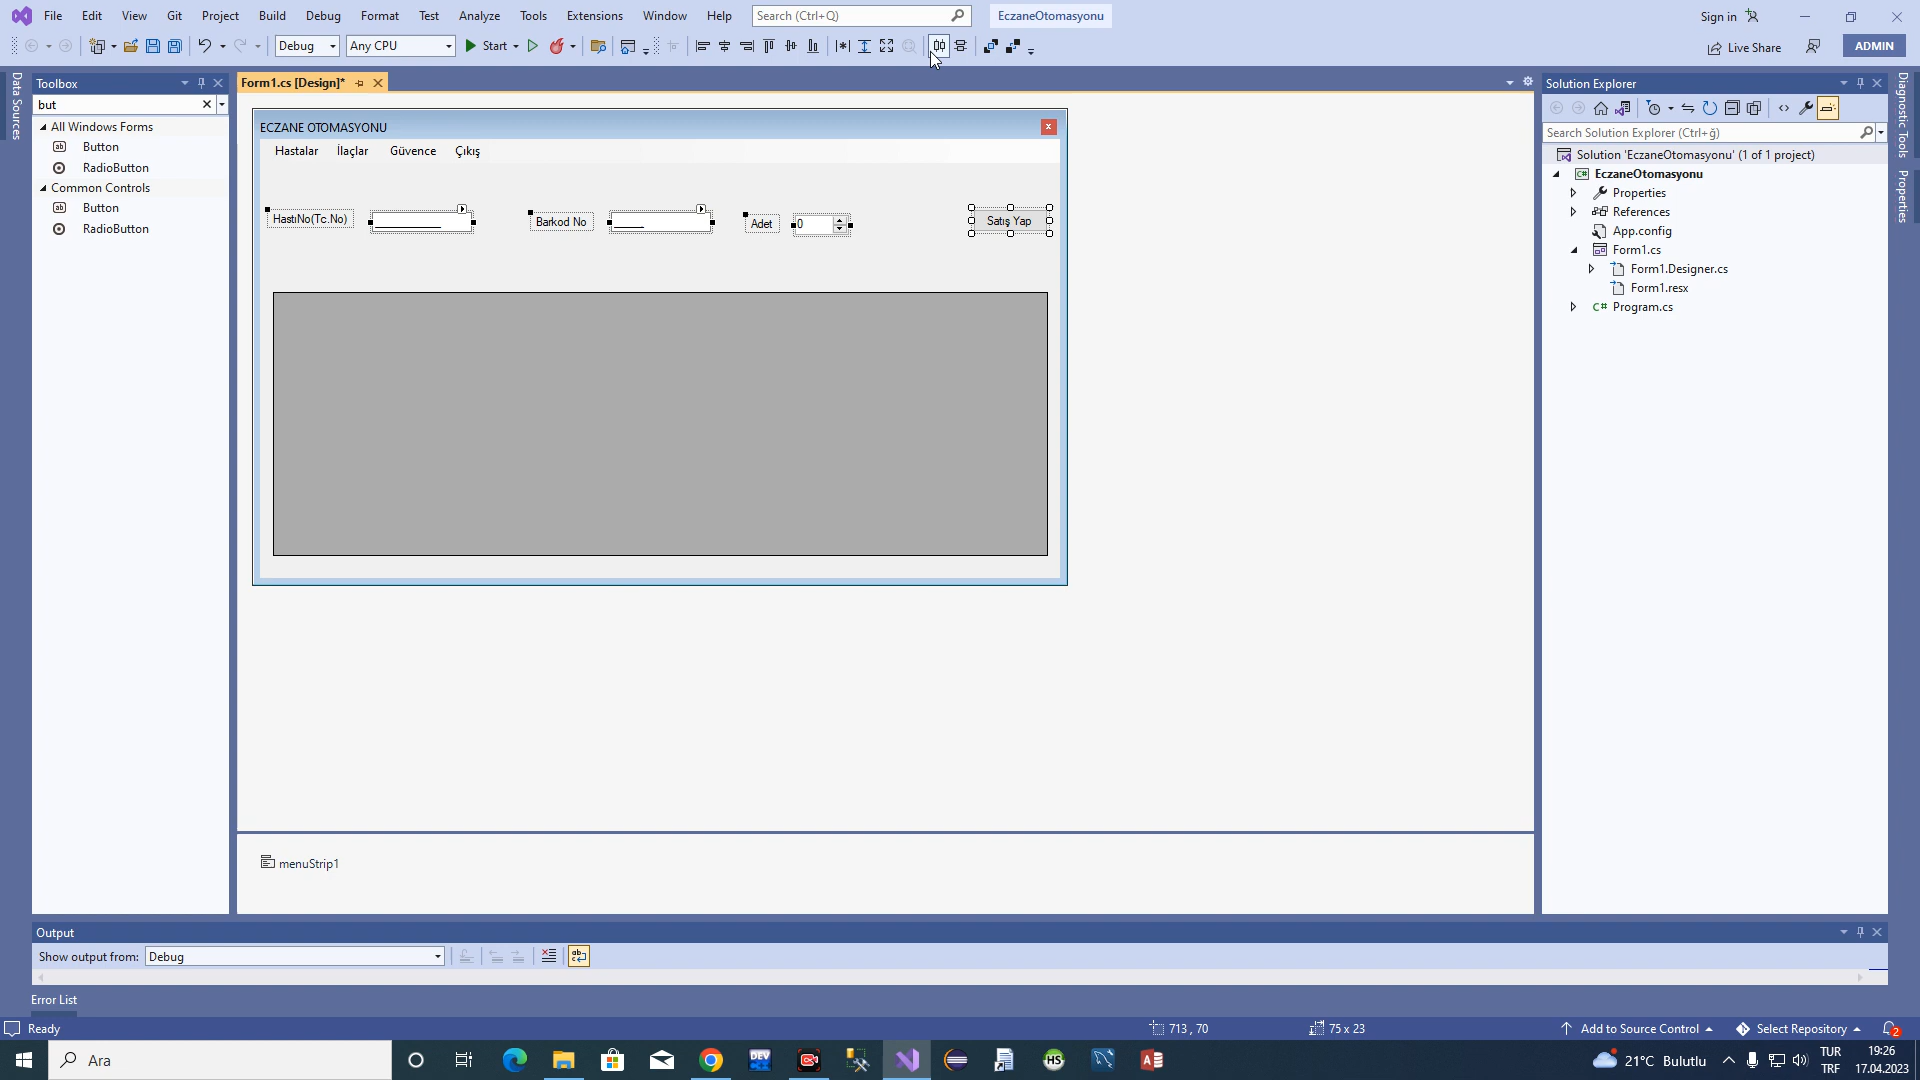 File Edit View Git Project Build Debug Format Test Analyze Tools Extensions Window Help Search (Ctrl+Q) EczaneOtomasyonu Sign in
Debug Any CPU Start Live Share ADMIN
Data Sources
Toolbox
but
All Windows Forms
Button
RadioButton
Common Controls
Button
RadioButton
Form1.cs [Design]*
ECZANE OTOMASYONU
Hastalar İlaçlar Güvence Çıkış
HastıNo(Tc.No) Barkod No Adet 0 Satış Yap
menuStrip1
Solution Explorer
Search Solution Explorer (Ctrl+ğ)
Solution 'EczaneOtomasyonu' (1 of 1 project)
EczaneOtomasyonu
Properties
References
App.config
Form1.cs
Form1.Designer.cs
Form1.resx
Program.cs
Diagnostic Tools
Properties
Output
Show output from: Debug
Error List
Ready 713 , 70 75 x 23 Add to Source Control Select Repository 2
Ara DEV HS 21°C Bulutlu TUR 19:26
TRF 17.04.2023